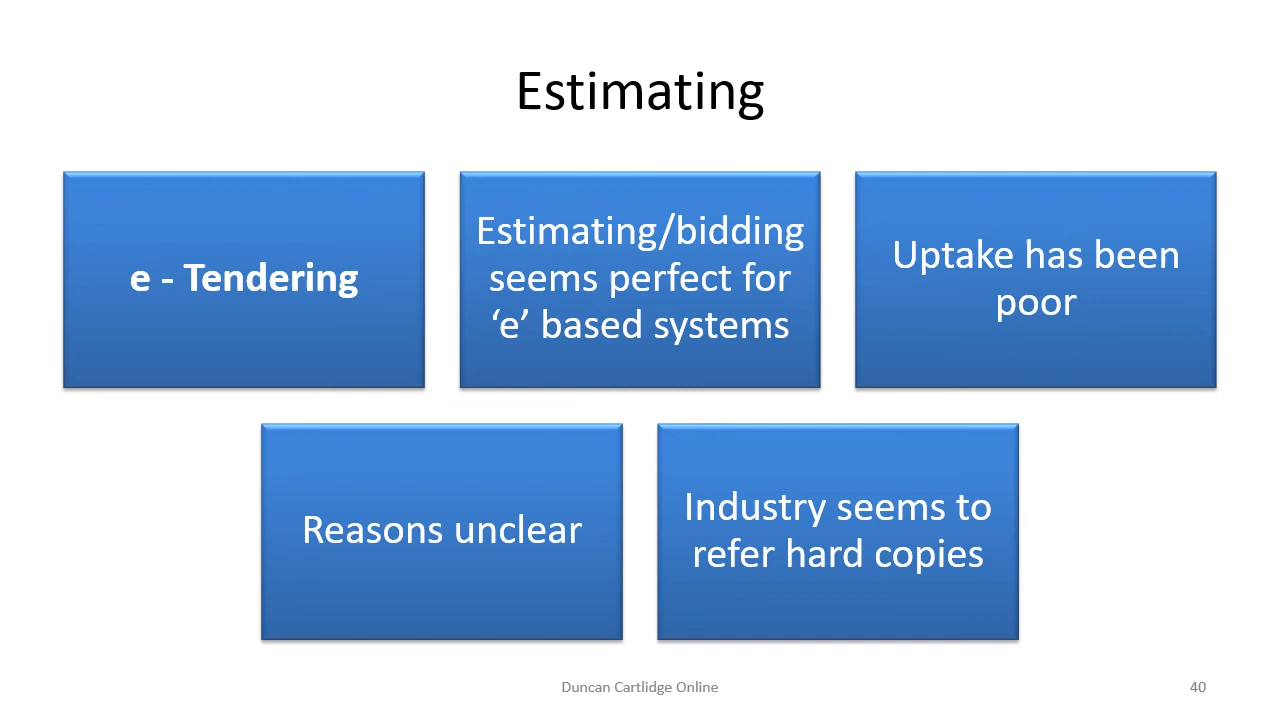 Estimating
e - Tendering
Estimating/bidding
seems perfect for
‘e’ based systems
Uptake has been
poor
Reasons unclear
Industry seems to
refer hard copies
Duncan Cartlidge Online
40